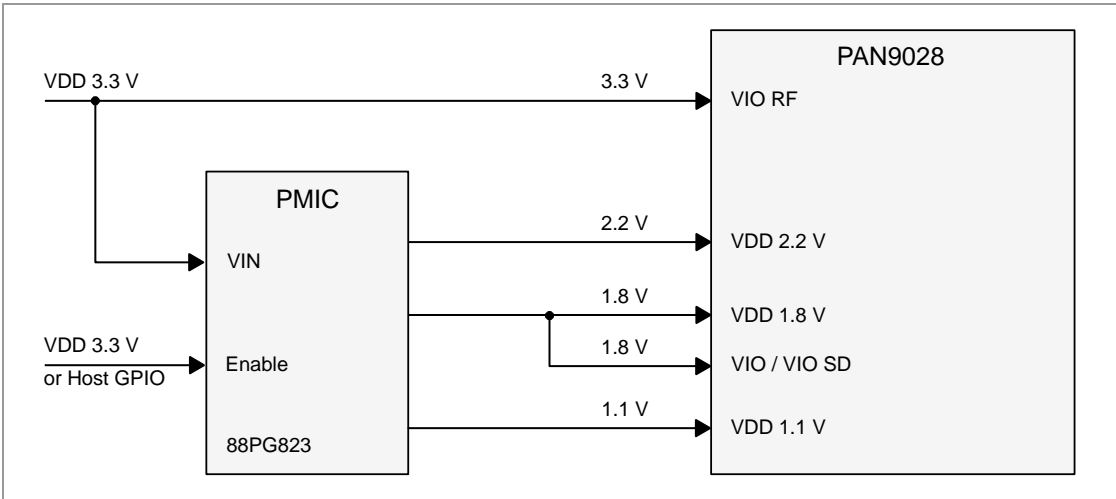 PAN9028
VDD 3.3 V
3.3 V
VIO RF
PMIC
2.2 V
VDD 2.2 V
VIN
1.8 V
VDD 1.8 V
VDD 3.3 V
or Host GPIO
Enable
1.8 V
VIO / VIO SD
1.1 V
VDD 1.1 V
88PG823